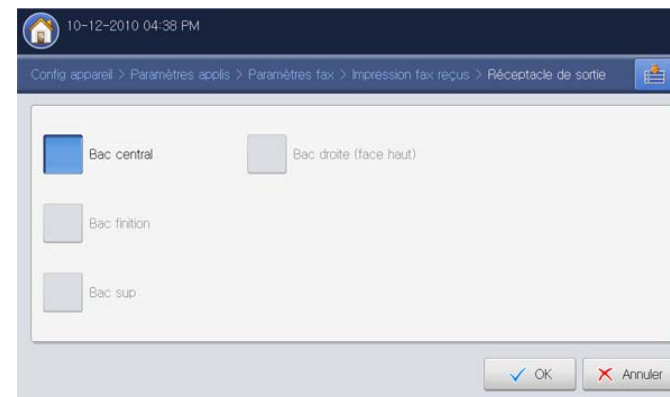 10-12-2010 04:38 PM
Config appareil > Paramètres applis > Paramètres fax > Impression fax reçus > Réceptacle de sortie
Bac central
Bac droite (face haut)
Bac finition
Bac sup
OK
Annuler